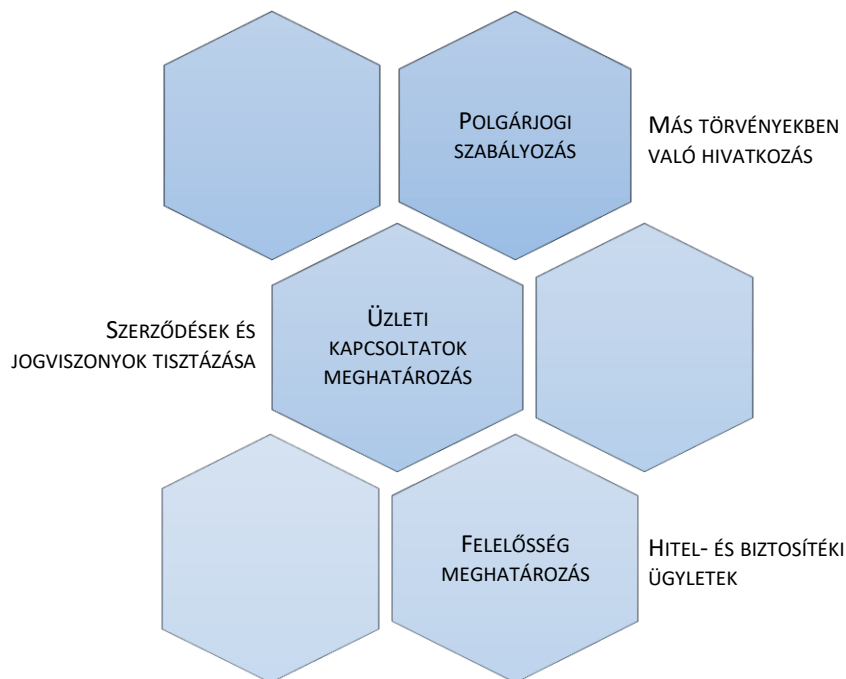 POLGÁRJOGI
SZABÁLYOZÁS
MÁS TÖRVÉNYEKBEN
VALÓ HIVATKOZÁS
SZERZŐDÉSEK ÉS
JOGVISZONYOK TISZTÁZÁSA
ÜZLETI
KAPCSOLTATOK
MEGHATÁROZÁS
FELELŐSSÉG
MEGHATÁROZÁS
HITEL- ÉS BIZTOSÍTÉKI
ÜGYLETEK